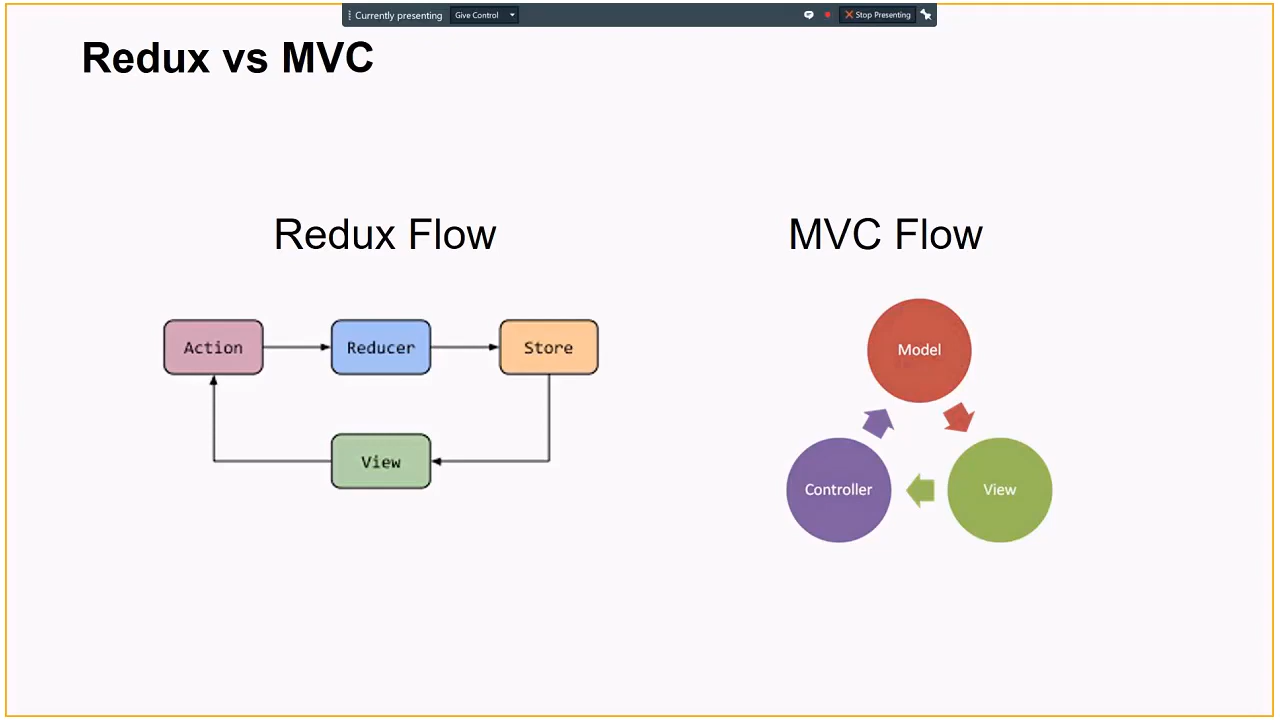 Currently presenting
Give Control
Stop Presenting
Redux vs MVC
Redux Flow
MVC Flow
Action
Reducer
Store
View
Model
Controller
View